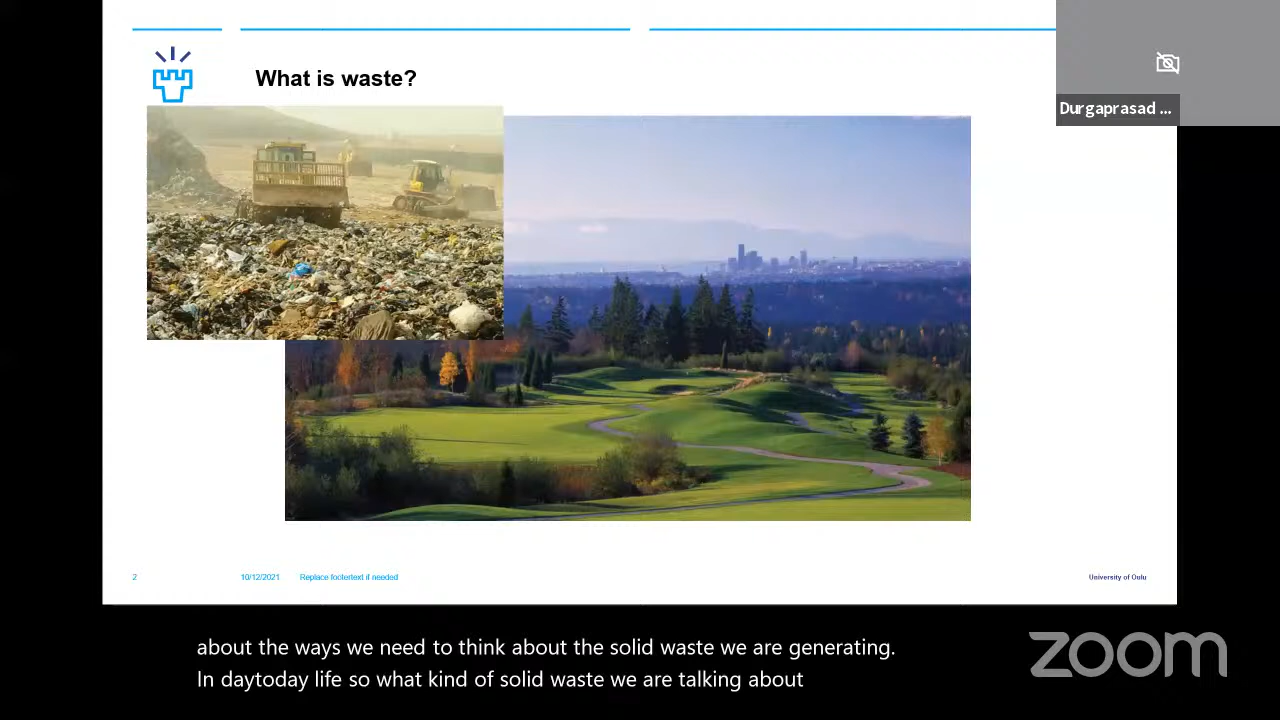 What is waste?
Durgaprasad ...
2
10/12/2021
Replace footertext if needed
University of Oulu
about the ways we need to think about the solid waste we are generating.
In daytoday life so what kind of solid waste we are talking about
zoom